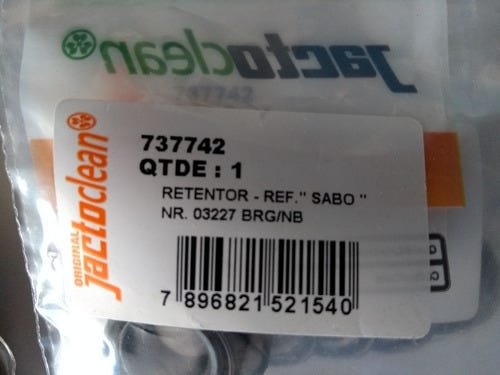 jactoclean
737742
ORIGINAL
jactoclean
737742
QTDE : 1
RETENTOR - REF." SABO "
NR. 03227 BRG/NB
7 896821 521540